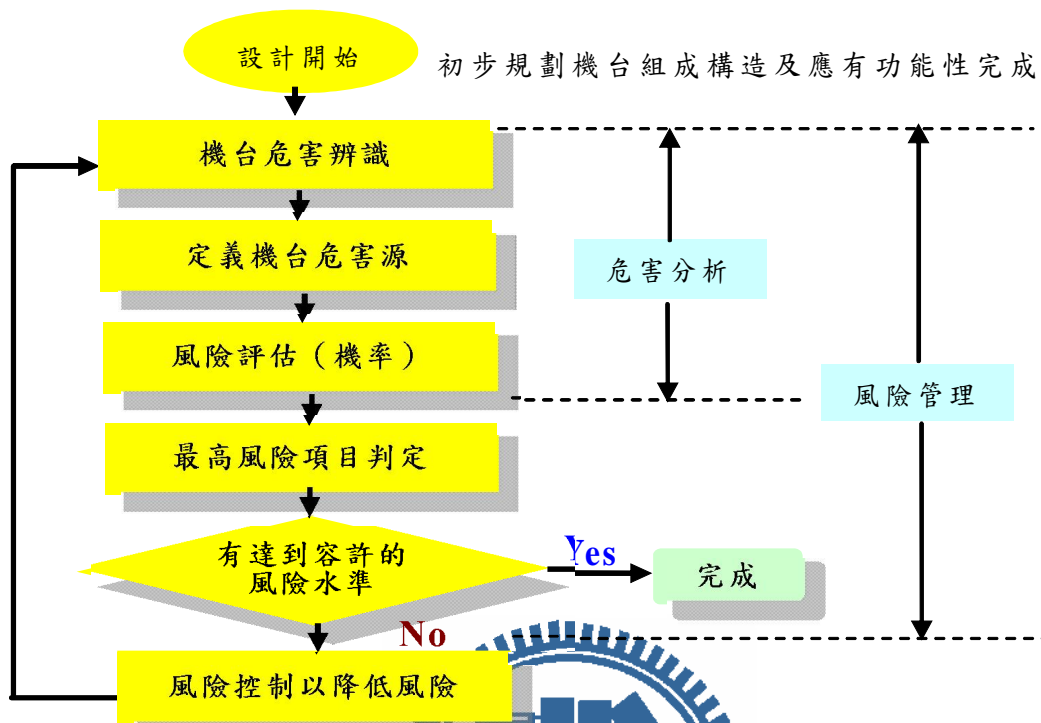 設計開始
初步規劃機台組成構造及應有功能性完成
機台危害辨識
定義機台危害源
危害分析
風險評估（機率）
風險管理
最高風險項目判定
有達到容許的
風險水準
Yes
完成
No
風險控制以降低風險